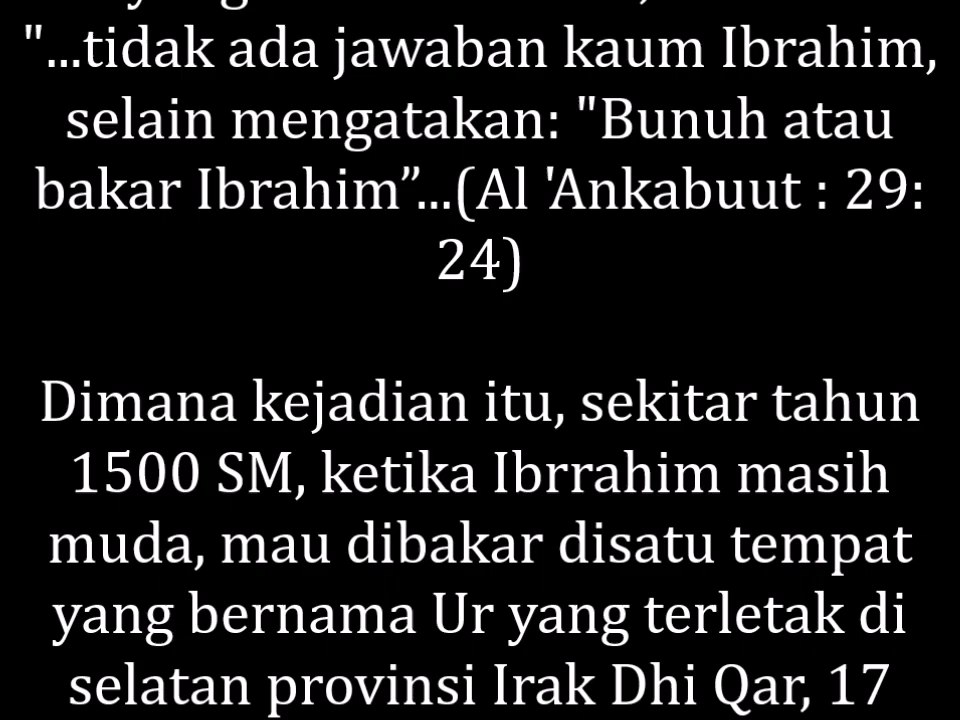 "...tidak ada jawaban kaum Ibrahim,
selain mengatakan: "Bunuh atau
bakar Ibrahim”...(Al 'Ankabuut : 29:
24)
Dimana kejadian itu, sekitar tahun
1500 SM, ketika Ibrrahim masih
muda, mau dibakar disatu tempat
yang bernama Ur yang terletak di
selatan provinsi Irak Dhi Qar, 17